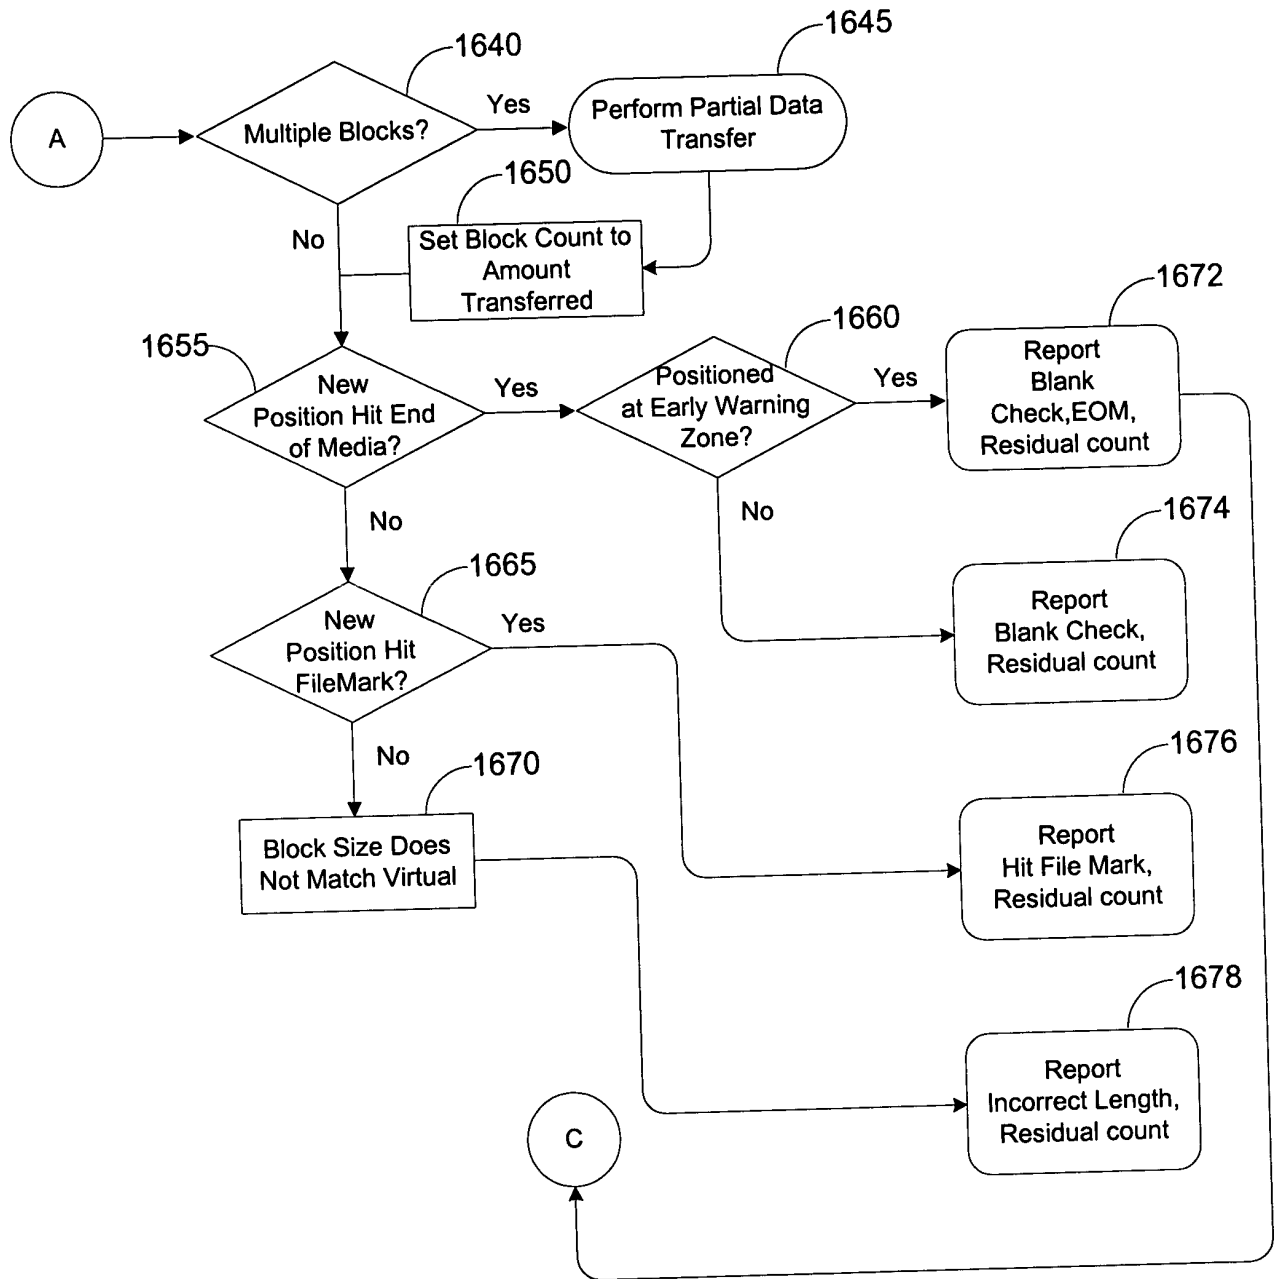 1645
1640
Yes
Perform Partial Data
Transfer
A
Multiple Blocks?
1650
No
Set Block Count to
Amount
Transferred
1672
1660
1655
New
Position Hit End
of Media?
Yes
Positioned
at Early Warning
Zone?
Yes
Report
Blank
Check,EOM,
Residual count
No
No
1674
Report
Blank Check,
Residual count
1665
New
Position Hit
FileMark?
Yes
No
1676
Report
Hit File Mark,
Residual count
1670
Block Size Does
Not Match Virtual
1678
Report
Incorrect Length,
Residual count
C